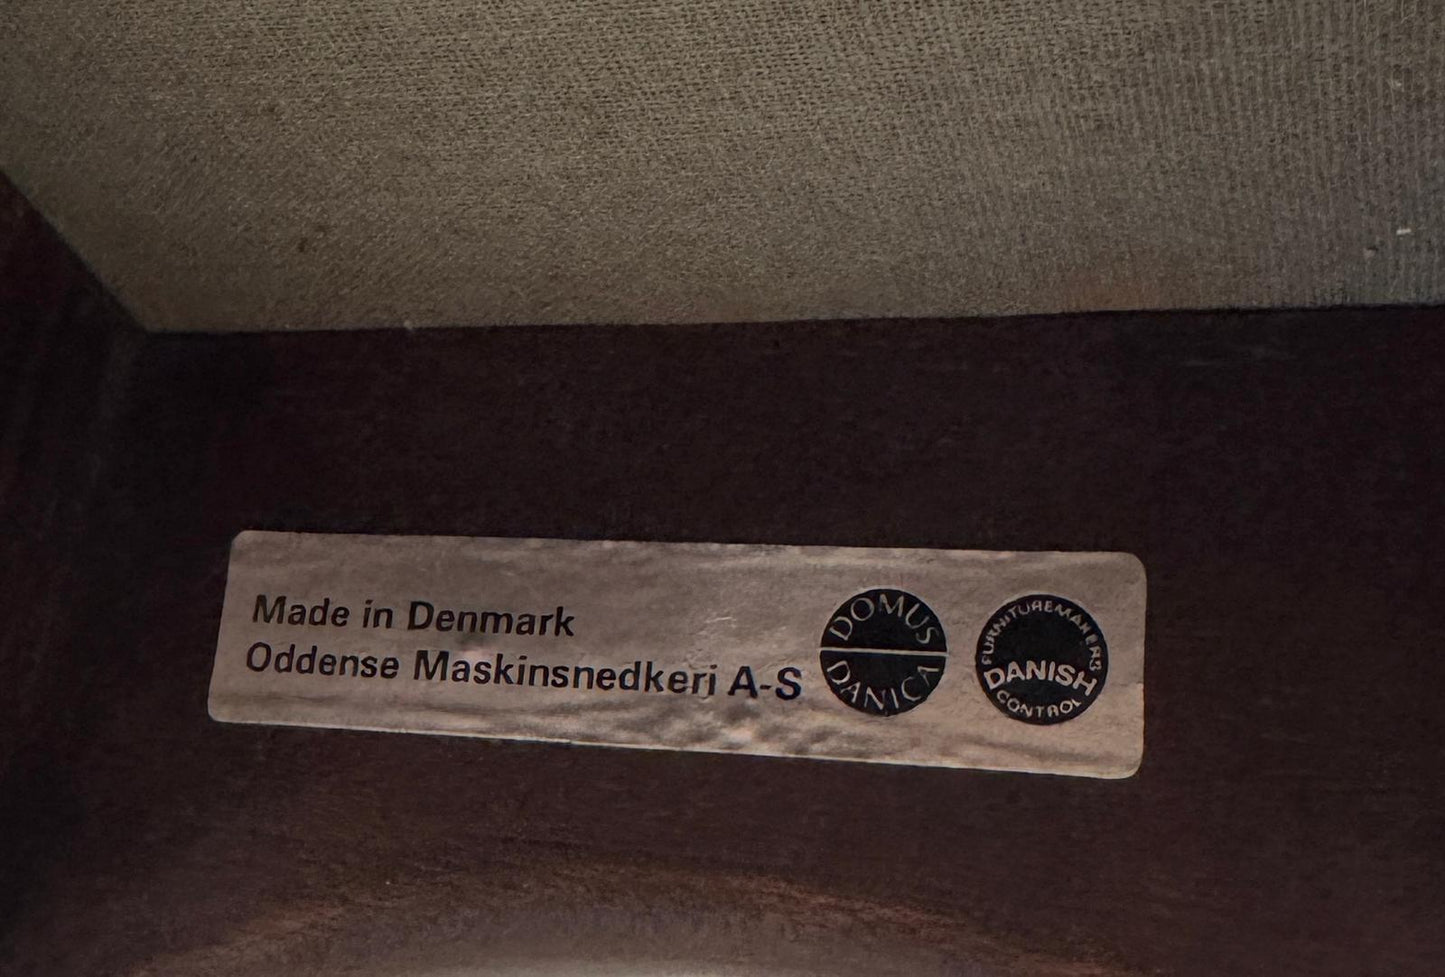 Made in Denmark
Oddense Maskinsnedkeri A-S
DOMUS
DANICA
FURNITUREMAKERS
DANISH
CONTROL